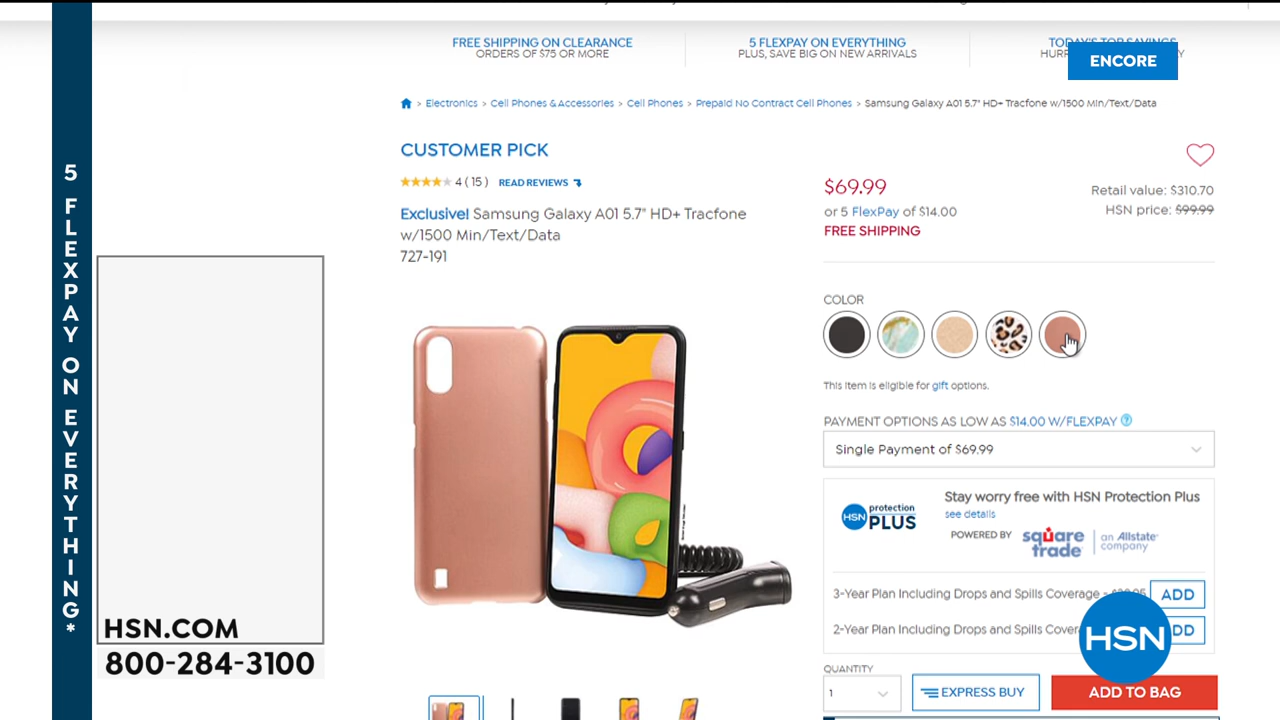 FREE SHIPPING ON CLEARANCE
ORDERS OF $75 OR MORE
5 FLEXPAY ON EVERYTHING
PLUS, SAVE BIG ON NEW ARRIVALS
TODAY'S TOP SAVINGS
ENCORE
Electronics > Cell Phones & Accessories > Cell Phones > Prepaid No Contract Cell Phones > Samsung Galaxy A01 5.7" HD+ Tracfone w/1500 Min/Text/Data
CUSTOMER PICK
4 ( 15 ) READ REVIEWS
Exclusive! Samsung Galaxy A01 5.7" HD+ Tracfone
w/1500 Min/Text/Data
727-191
$69.99
or 5 FlexPay of $14.00
FREE SHIPPING
Retail value: $310.70
HSN price: $99.99
COLOR
This item is eligible for gift options.
PAYMENT OPTIONS AS LOW AS $14.00 W/FLEXPAY ?
Single Payment of $69.99
HSN protection PLUS
Stay worry free with HSN Protection Plus
see details
POWERED BY
square trade
an Allstate company
3-Year Plan Including Drops and Spills Coverage -
ADD
2-Year Plan Including Drops and Spills
HSN
QUANTITY
1
EXPRESS BUY
ADD TO BAG
5 FLEXPAY ON EVERYTHING*
HSN.COM
800-284-3100